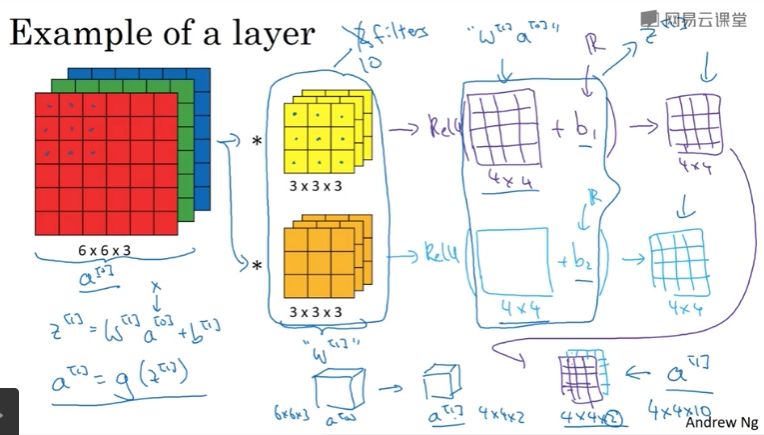 网易云课堂
Example of a layer
2 filters
10
"W[1] a[0]"
ℝ
z[1]
*
→ Relu( + b1 ) →
3 x 3 x 3
4x4
4x4
6 x 6 x 3
a[0]
x
ℝ
*
→ Relu( + b2 ) →
3 x 3 x 3
4x4
4x4
z[1] = W[1] a[0] + b[1]
a[1] = g(z[1])
"W[1]"
6x6x3
a[0]
→
a[1]
4x4x2
4x4x2
← a[1]
4x4x10
Andrew Ng